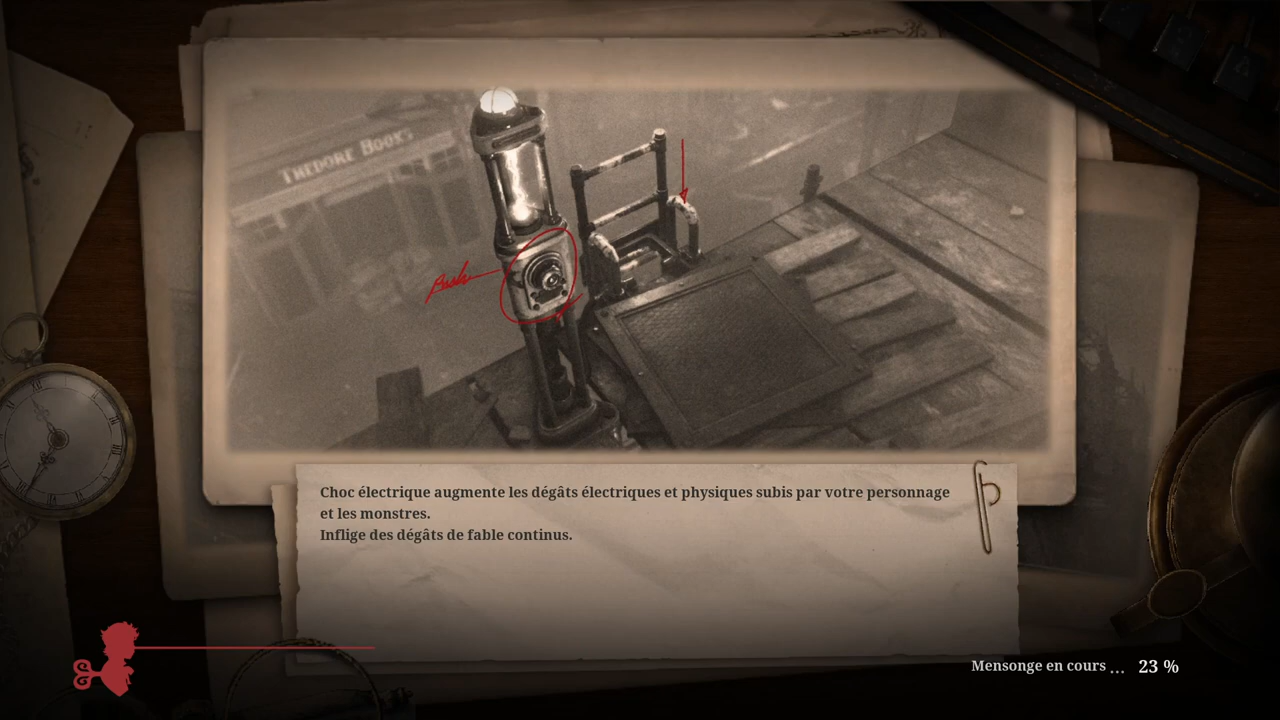 THEDORE BOOKS
Push
Choc électrique augmente les dégâts électriques et physiques subis par votre personnage
et les monstres.
Inflige des dégâts de fable continus.
Mensonge en cours ... 23 %